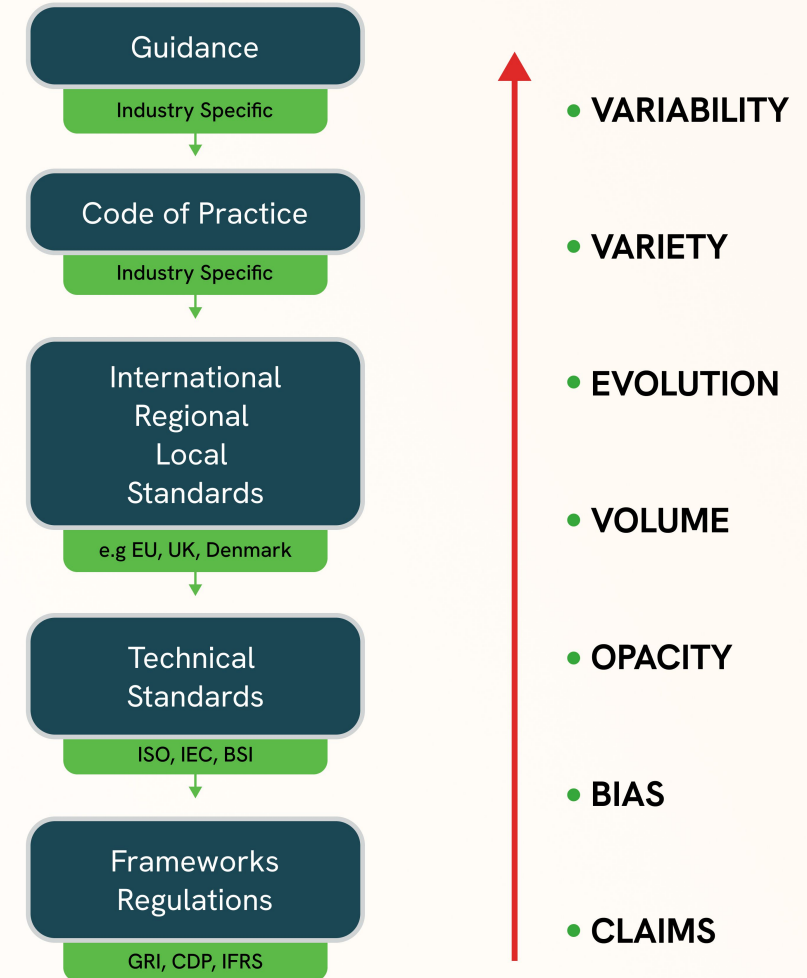 Guidance
Industry Specific
Code of Practice
Industry Specific
International
Regional
Local
Standards
e.g EU, UK, Denmark
Technical
Standards
ISO, IEC, BSI
Frameworks
Regulations
GRI, CDP, IFRS
VARIABILITY
VARIETY
EVOLUTION
VOLUME
OPACITY
BIAS
CLAIMS